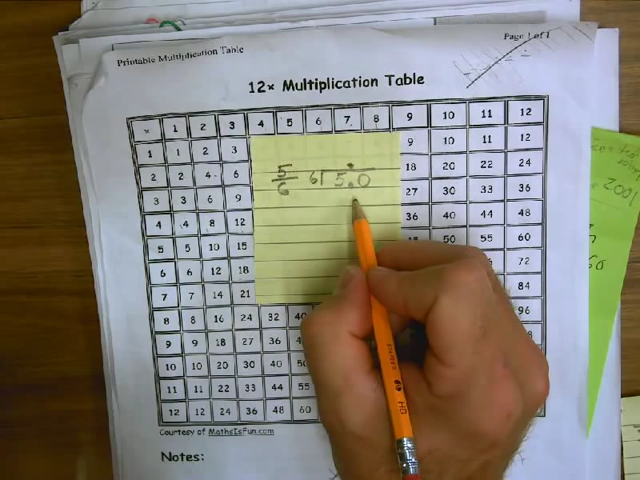 Printable Multiplication Table
Page 1 of 1
12× Multiplication Table
× 1 2 3 4 5 6 7 8 9 10 11 12
1 1 2 3 9 10 11 12
2 2 4 6 18 20 22 24
3 3 6 9 27 30 33 36
4 4 8 12 36 40 44 48
5 5 10 15 50 55 60
6 6 12 18 72
7 7 14 21 84
8 8 16 24 32 40 96
9 9 18 27 36
10 10 20 30 40
11 11 22 33 44 55
12 12 24 36 48 60
5/6 6 5.0
Courtesy of MathsIsFun.com
Notes:
HB